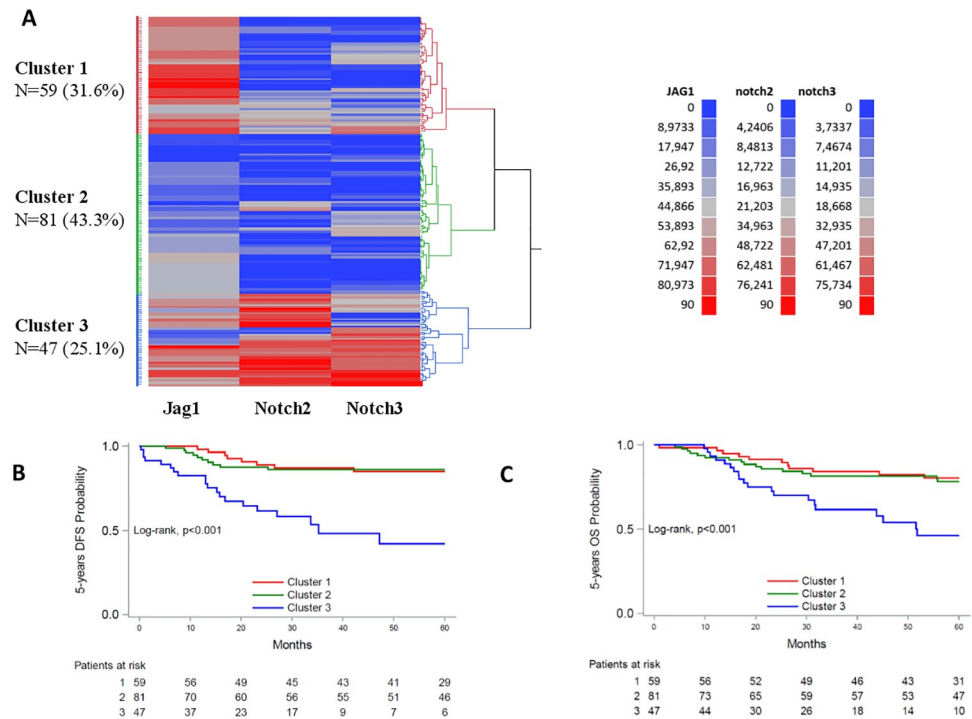 A
Cluster 1
N=59 (31.6%)
Cluster 2
N=81 (43.3%)
Cluster 3
N=47 (25.1%)
Jag1 Notch2 Notch3
JAG1 notch2 notch3
0 0 0
8,9733 4,2406 3,7337
17,947 8,4813 7,4674
26,92 12,722 11,201
35,893 16,963 14,935
44,866 21,203 18,668
53,893 34,963 32,935
62,92 48,722 47,201
71,947 62,481 61,467
80,973 76,241 75,734
90 90 90
B
5-years DFS Probability
1.0
0.5
0.0
Log-rank, p<0.001
Cluster 1
Cluster 2
Cluster 3
0 10 20 30 40 50 60
Months
Patients at risk
1 59 56 49 45 43 41 29
2 81 70 60 56 55 51 46
3 47 37 23 17 9 7 6
C
5-years OS Probability
1.0
0.5
0.0
Log-rank, p<0.001
Cluster 1
Cluster 2
Cluster 3
0 10 20 30 40 50 60
Months
Patients at risk
1 59 56 52 49 46 43 31
2 81 73 65 59 57 53 47
3 47 44 30 26 18 14 10